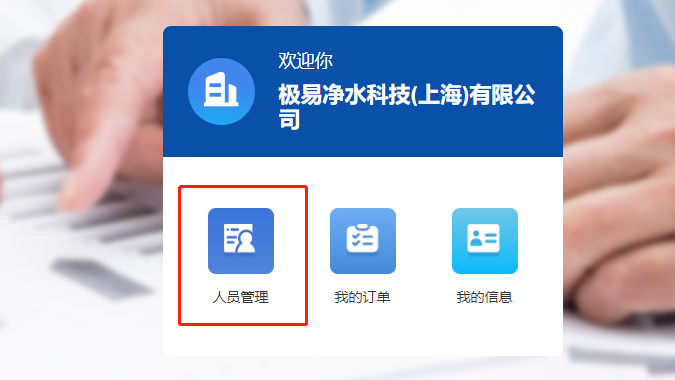 欢迎你
极易净水科技(上海)有限公
司
人员管理
我的订单
我的信息